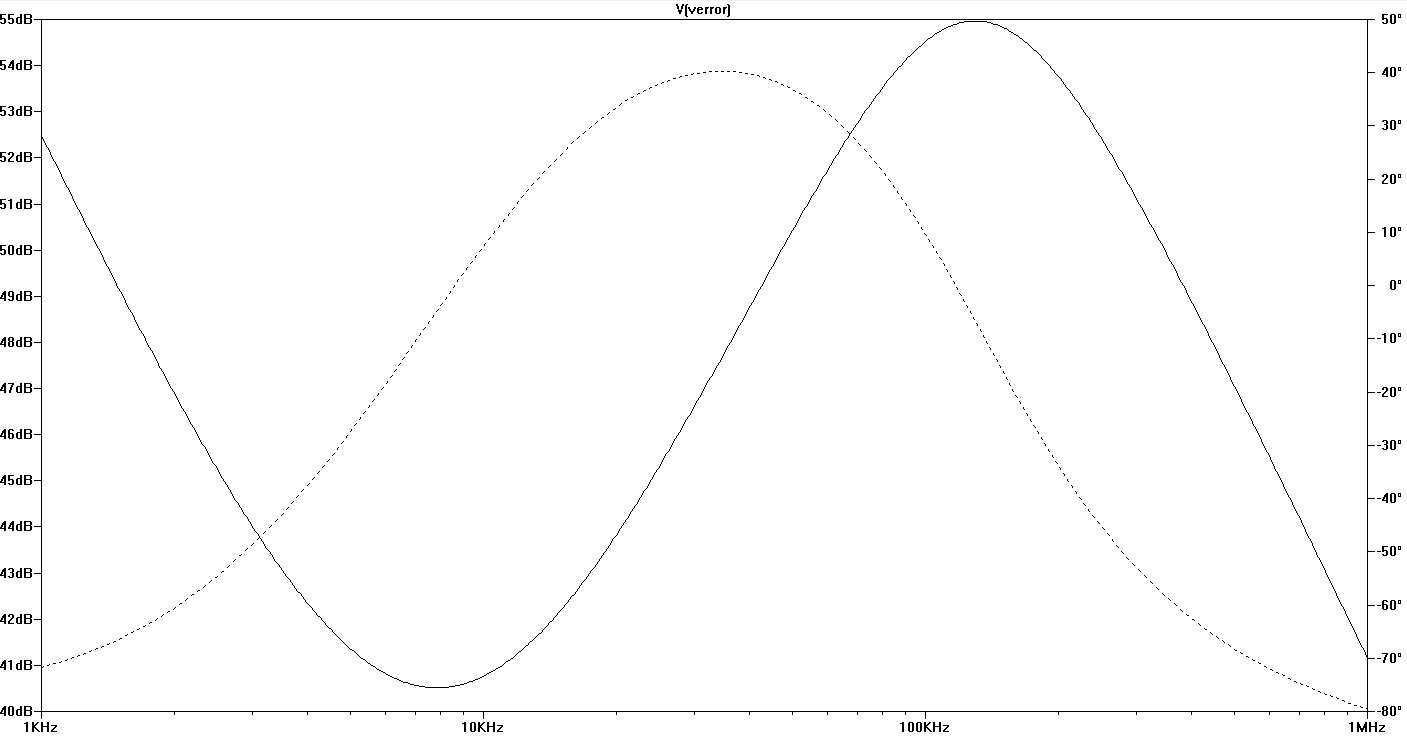 V(verror)
55dB
54dB
53dB
52dB
51dB
50dB
49dB
48dB
47dB
46dB
45dB
44dB
43dB
42dB
41dB
40dB
50°
40°
30°
20°
10°
0°
-10°
-20°
-30°
-40°
-50°
-60°
-70°
-80°
1KHz 10KHz 100KHz 1MHz